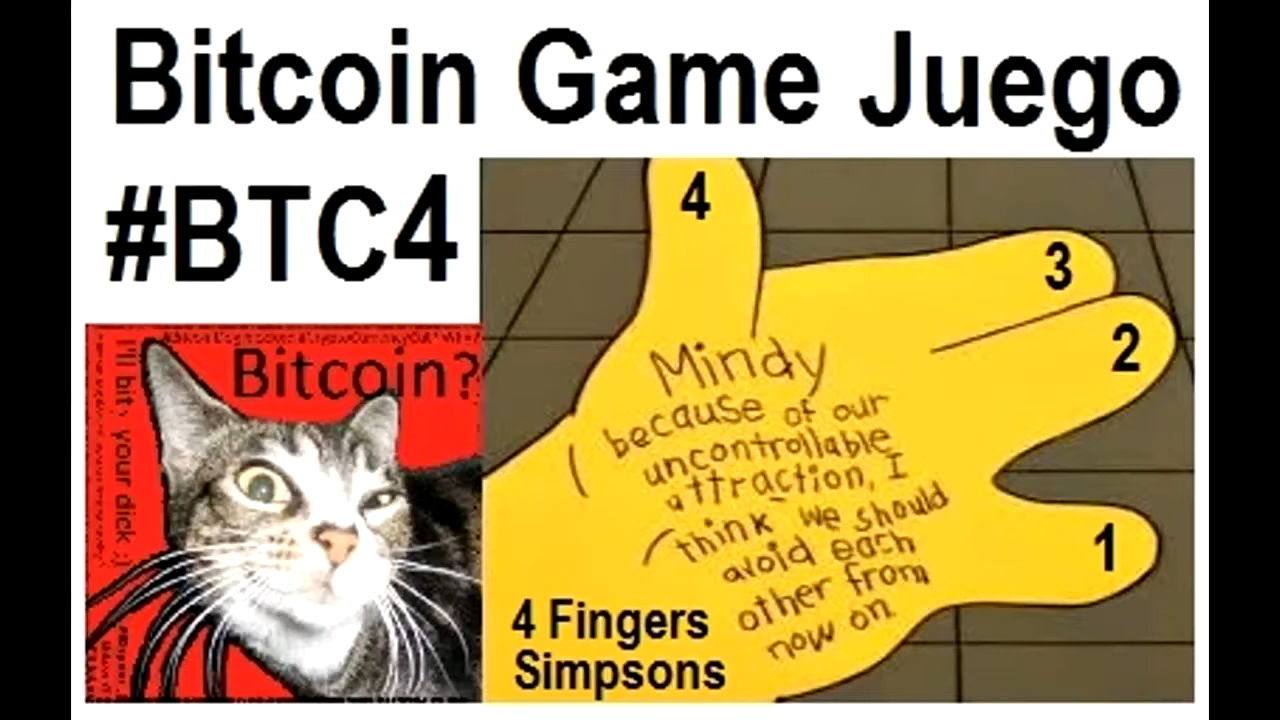 Bitcoin Game Juego
#BTC4
4
3
2
1
Mindy
because of our
uncontrollable
attraction, I
think we should
avoid each
other from
now on
4 Fingers
Simpsons
Bitcoin?
I'll bit, your dick :)